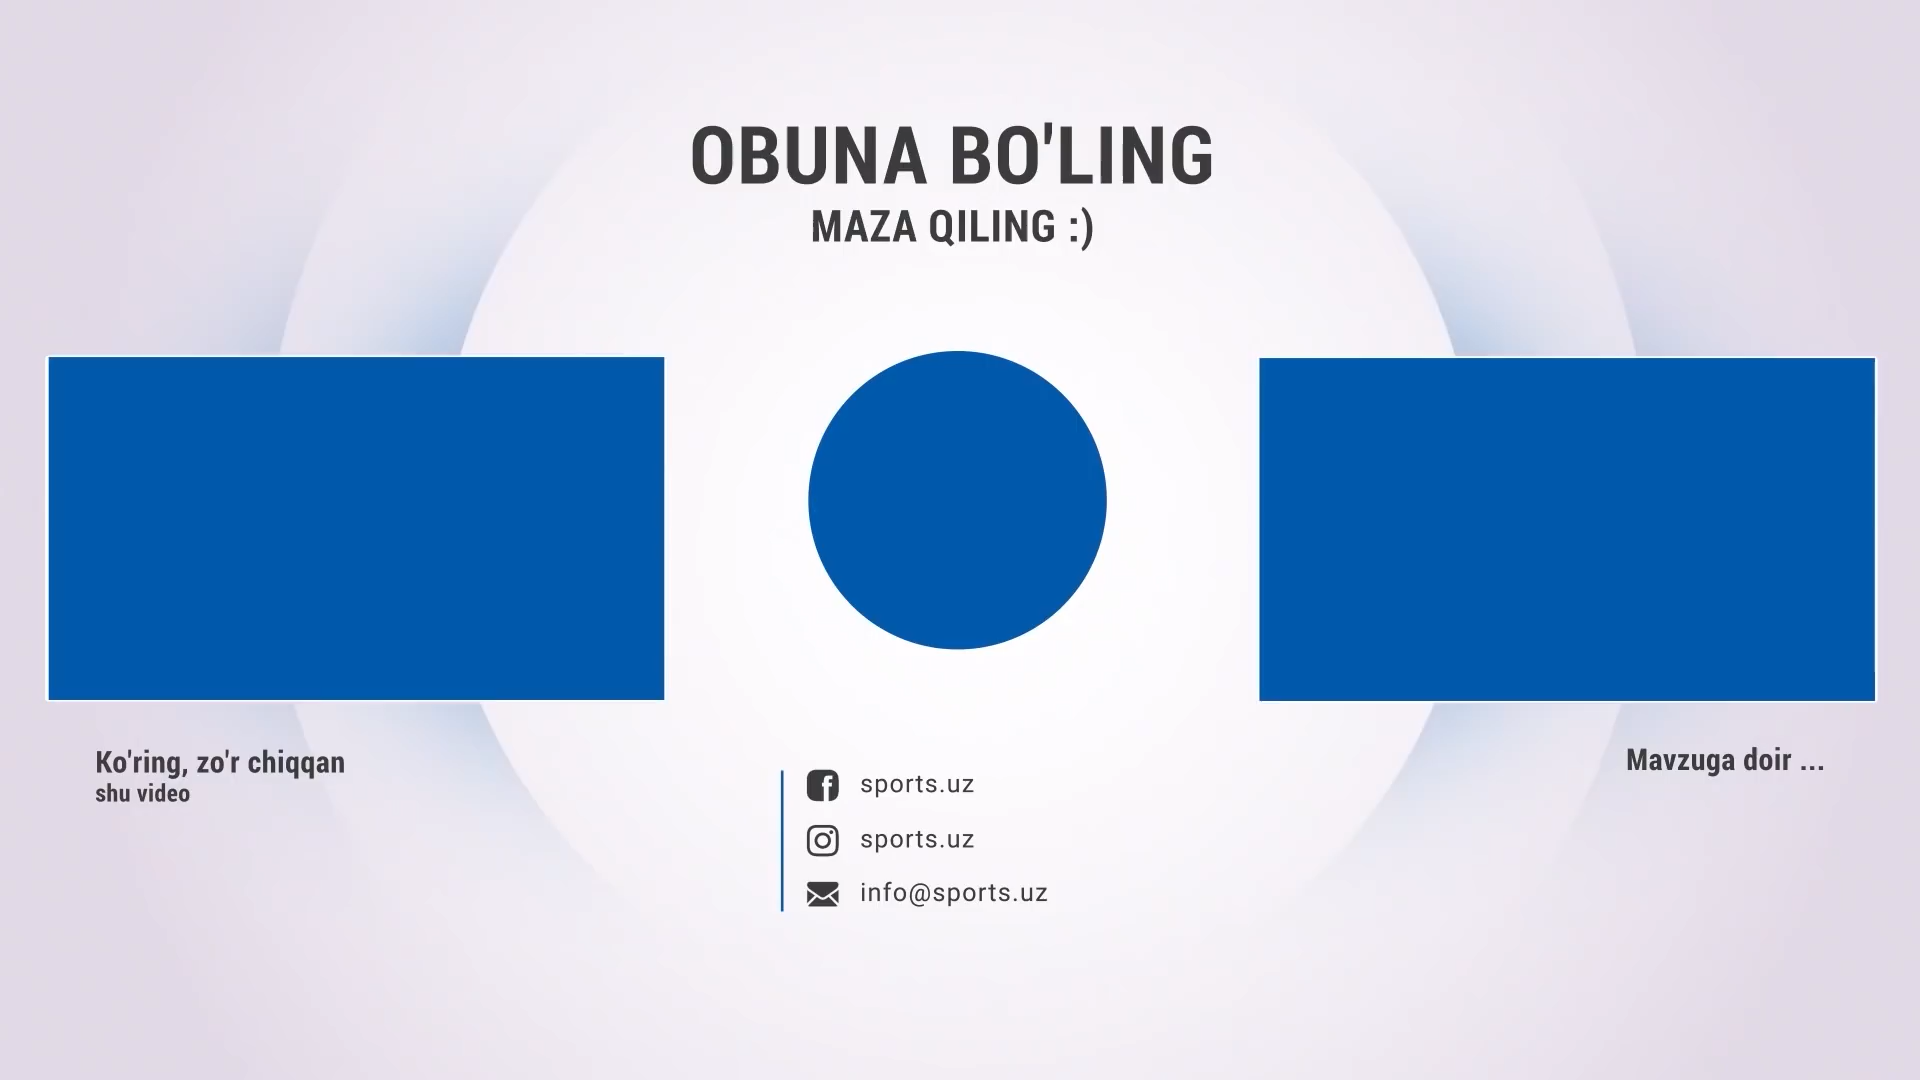 OBUNA BO'LING
MAZA QILING :)
Ko'ring, zo'r chiqqan
shu video
Mavzuga doir ...
sports.uz
sports.uz
info@sports.uz